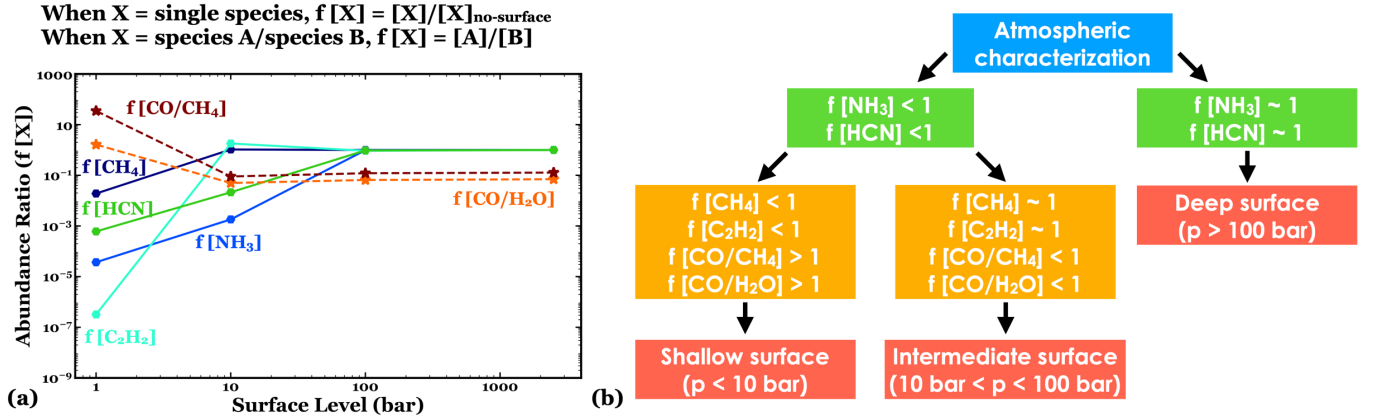 When X = single species, f [X] = [X]/[X]no-surface
When X = species A/species B, f [X] = [A]/[B]
Abundance Ratio (f [X])
1000
10
10⁻¹
10⁻³
10⁻⁵
10⁻⁷
10⁻⁹
f [CO/CH₄]
f [CH₄]
f [HCN]
f [NH₃]
f [CO/H₂O]
f [C₂H₂]
1 10 100 1000
Surface Level (bar)
(a)
Atmospheric
characterization
f [NH₃] < 1
f [HCN] <1
f [NH₃] ~ 1
f [HCN] ~ 1
f [CH₄] < 1
f [C₂H₂] < 1
f [CO/CH₄] > 1
f [CO/H₂O] > 1
f [CH₄] ~ 1
f [C₂H₂] ~ 1
f [CO/CH₄] < 1
f [CO/H₂O] < 1
Deep surface
(p > 100 bar)
Shallow surface
(p < 10 bar)
Intermediate surface
(10 bar < p < 100 bar)
(b)